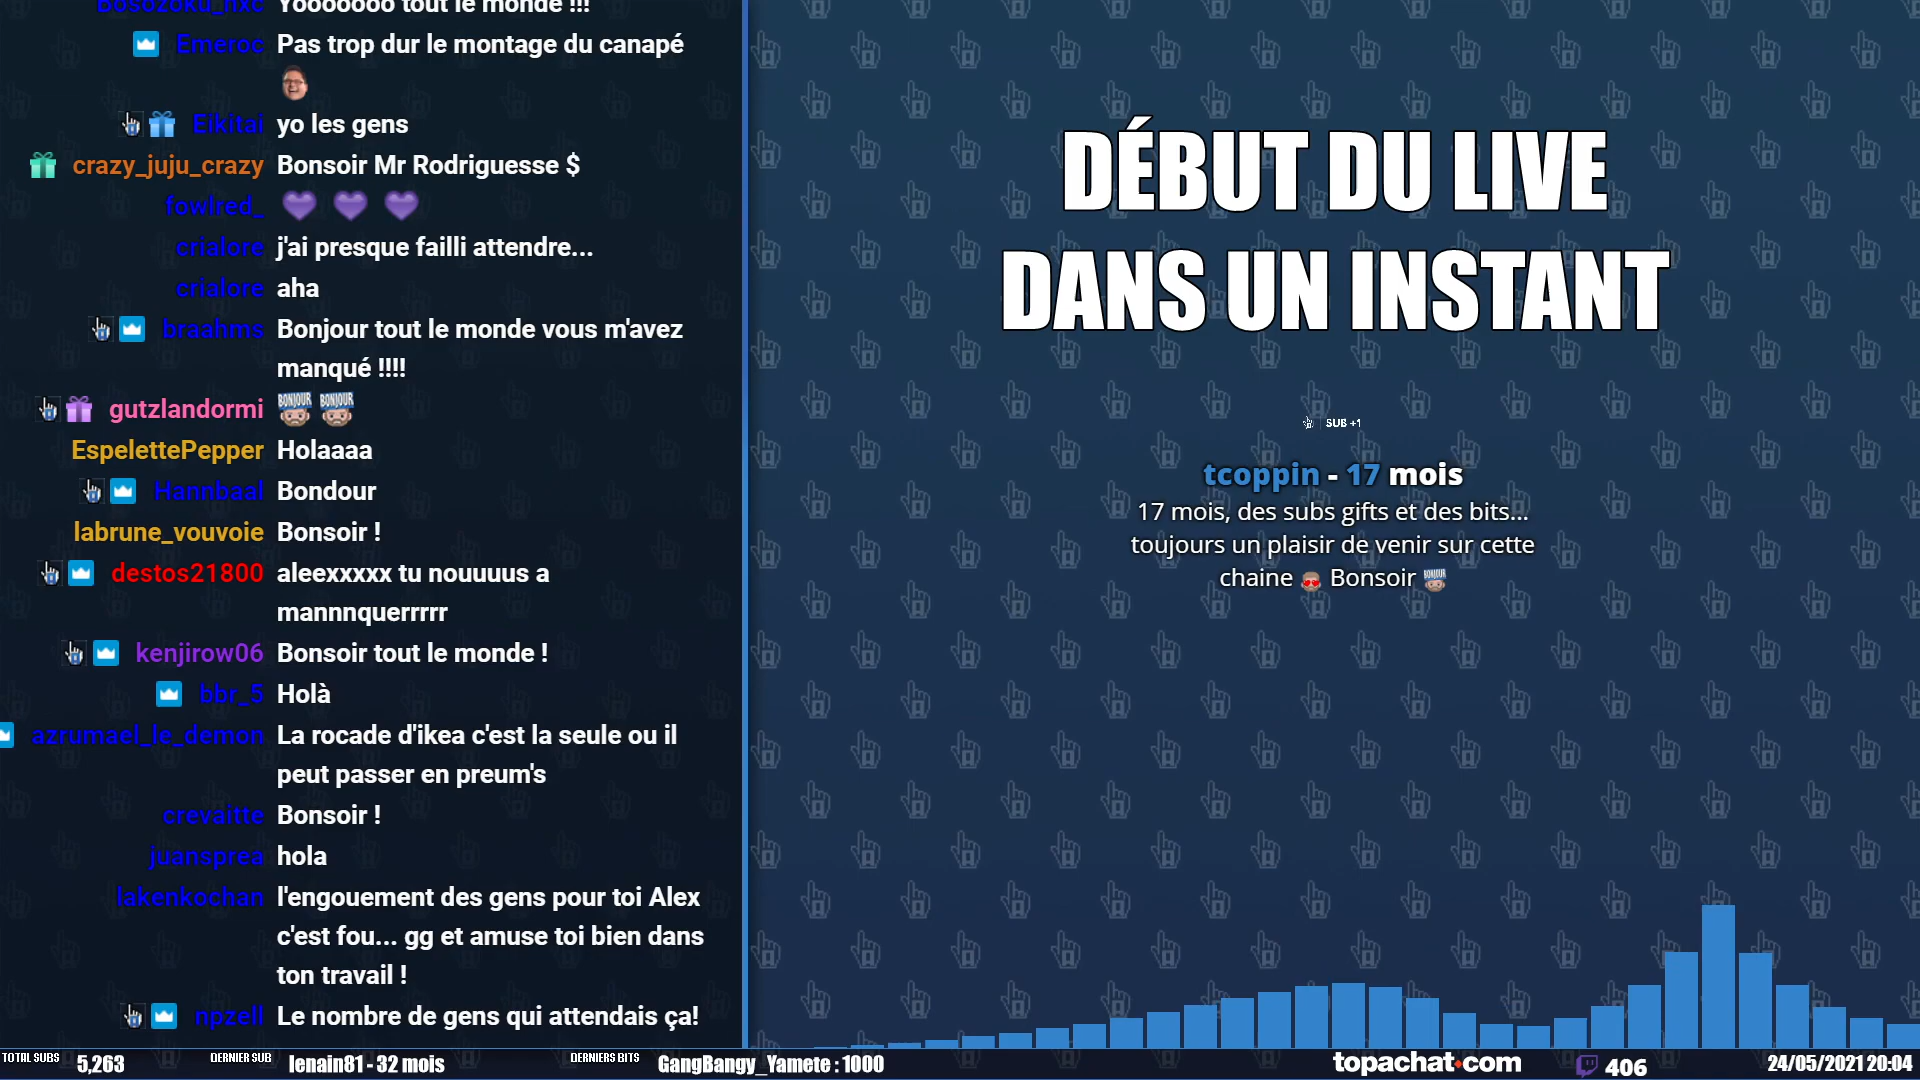 Bosozoku_nxc Yooooooo tout le monde !!!
Emeroc Pas trop dur le montage du canapé
Eikitai yo les gens
crazy_juju_crazy Bonsoir Mr Rodriguesse $
fowlred_
crialore j'ai presque failli attendre...
crialore aha
braahms Bonjour tout le monde vous m'avez
manqué !!!!
gutzlandormi BONJOUR BONJOUR
EspelettePepper Holaaaa
Hannbaal Bondour
labrune_vouvoie Bonsoir !
destos21800 aleexxxxx tu nouuuus a
mannnquerrrrr
kenjirow06 Bonsoir tout le monde !
bbr_5 Holà
azrumael_le_demon La rocade d'ikea c'est la seule ou il
peut passer en preum's
crevaitte Bonsoir !
juansprea hola
lakenkochan l'engouement des gens pour toi Alex
c'est fou... gg et amuse toi bien dans
ton travail !
npzell Le nombre de gens qui attendais ça!
DÉBUT DU LIVE
DANS UN INSTANT
SUB +1
tcoppin - 17 mois
17 mois, des subs gifts et des bits...
toujours un plaisir de venir sur cette
chaine Bonsoir BONJOUR
TOTAL SUBS 5,263 DERNIER SUB lenain81 - 32 mois DERNIERS BITS GangBangy_Yamete : 1000 topachat.com 406 24/05/2021 20:04